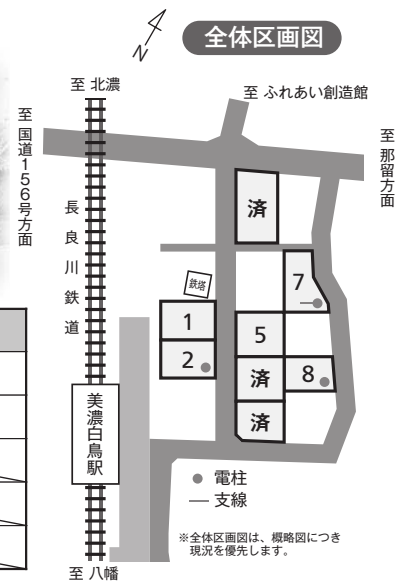 全体区画図
N
至 北濃
至 ふれあい創造館
至 国道156号方面
至 那留方面
長良川鉄道
済
鉄塔
7
1
5
2
済
8
済
美濃白鳥駅
電柱
支線
※全体区画図は、概略図につき
現況を優先します。
至 八幡